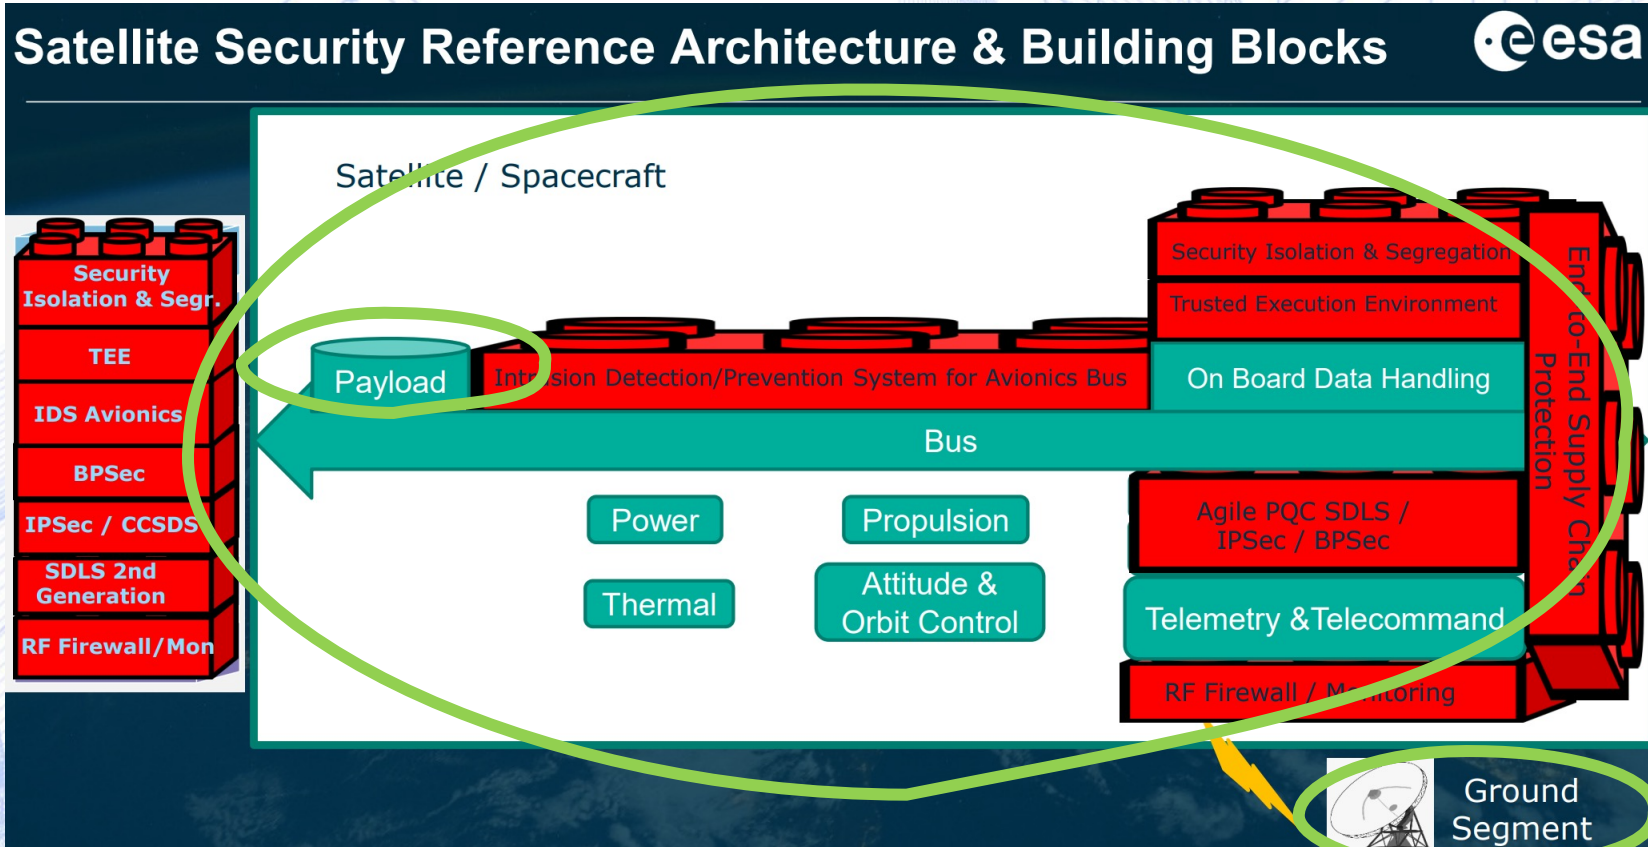 Satellite Security Reference Architecture & Building Blocks
esa
Satellite / Spacecraft
Security
Isolation & Segr.
TEE
IDS Avionics
BPSec
IPSec / CCSDS
SDLS 2nd
Generation
RF Firewall/Mon
Security Isolation & Segregation
Trusted Execution Environment
Payload
Intrusion Detection/Prevention System for Avionics Bus
On Board Data Handling
End-to-End Supply Chain
Protection
Bus
Power
Propulsion
Agile PQC SDLS /
IPSec / BPSec
Thermal
Attitude &
Orbit Control
Telemetry &Telecommand
RF Firewall / Monitoring
Ground
Segment